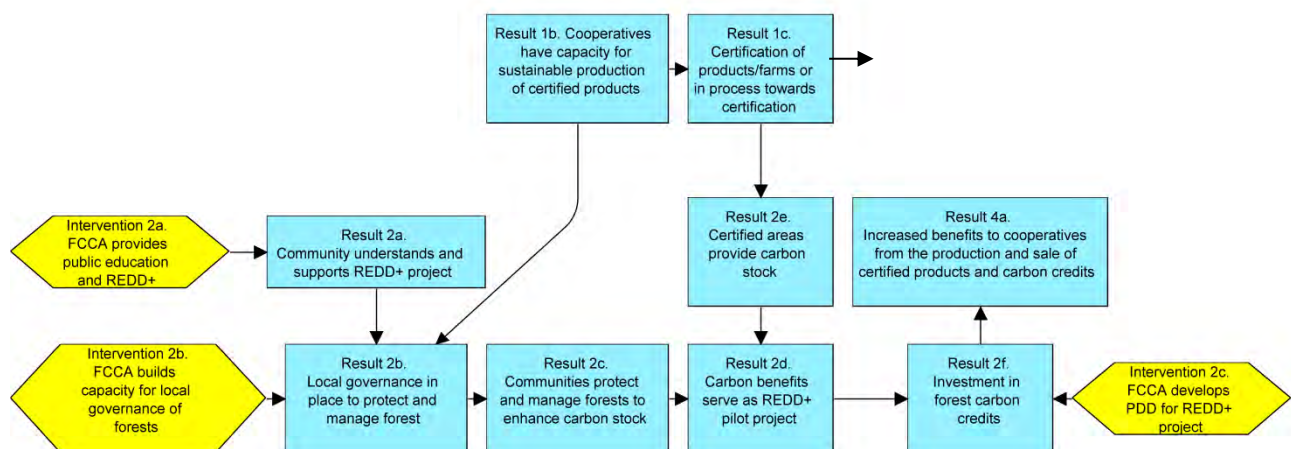 Result 1b. Cooperatives
have capacity for
sustainable production
of certified products
Result 1c.
Certification of
products/farms or
in process towards
certification
Intervention 2a.
FCCA provides
public education
and REDD+
Result 2a.
Community understands and
supports REDD+ project
Result 2e.
Certified areas
provide carbon
stock
Result 4a.
Increased benefits to cooperatives
from the production and sale of
certified products and carbon credits
Intervention 2b.
FCCA builds
capacity for local
governance of
forests
Result 2b.
Local governance in
place to protect and
manage forest
Result 2c.
Communities protect
and manage forests to
enhance carbon stock
Result 2d.
Carbon benefits
serve as REDD+
pilot project
Result 2f.
Investment in
forest carbon
credits
Intervention 2c.
FCCA develops
PDD for REDD+
project